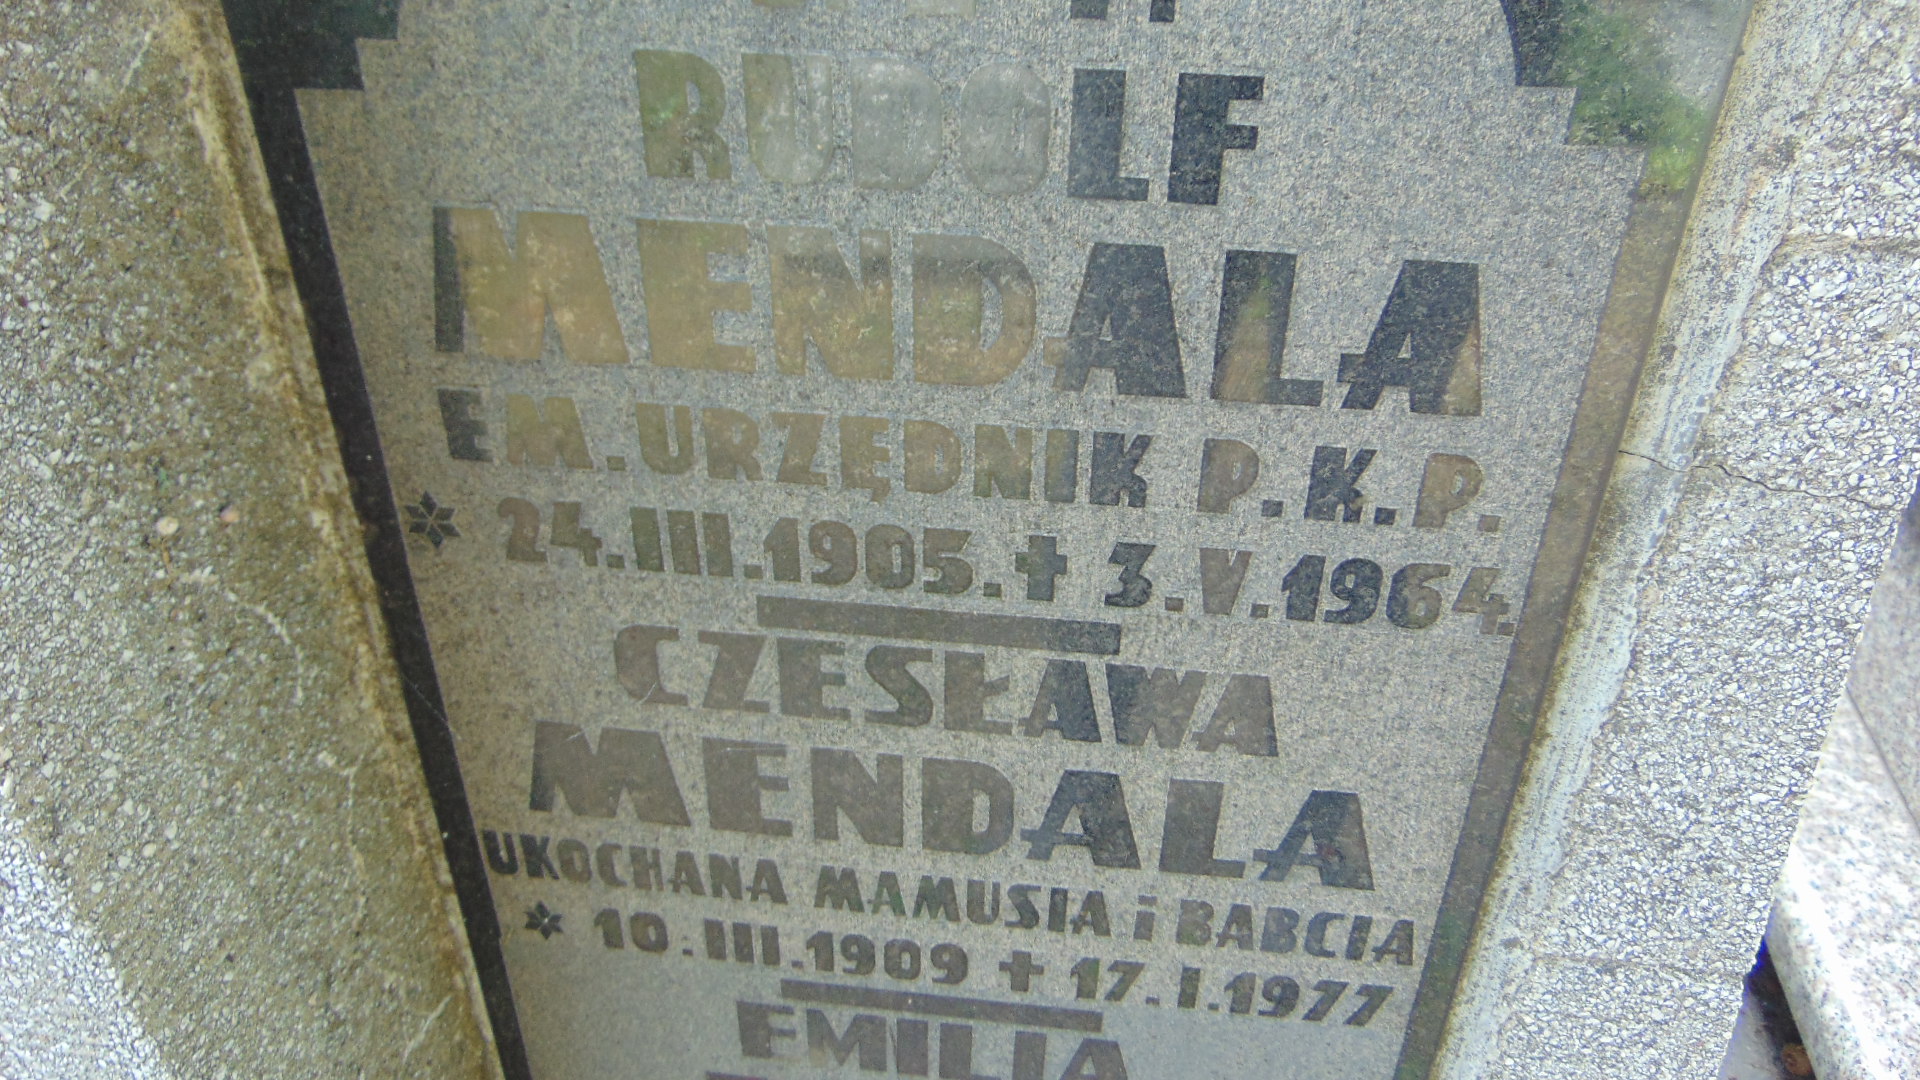 RUDOLF
MENDALA
EM. URZĘDNIK P.K.P.
* 24.III.1905. † 3.V.1964.
CZESŁAWA
MENDALA
UKOCHANA MAMUSIA i BABCIA
* 10.III.1909 † 17.I.1977
EMILIA